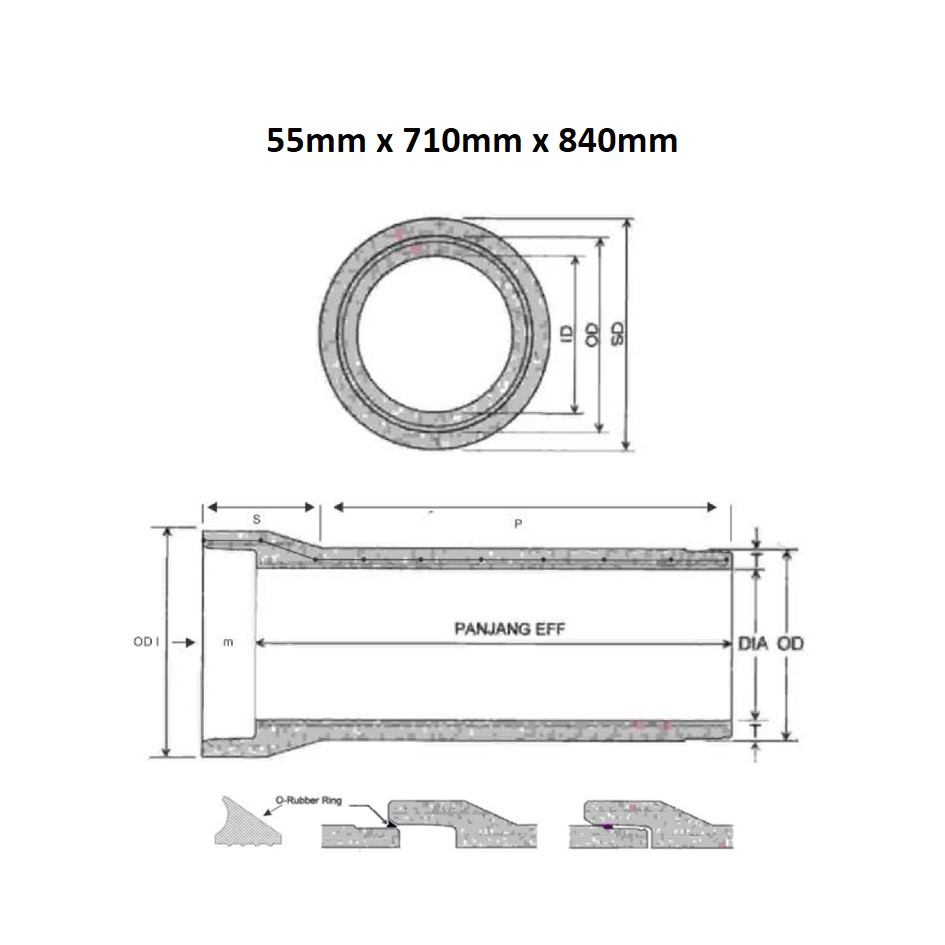 55mm x 710mm x 840mm
ID
OD
SD
S
P
T
PANJANG EFF
OD I
m
DIA
OD
T
O-Rubber Ring